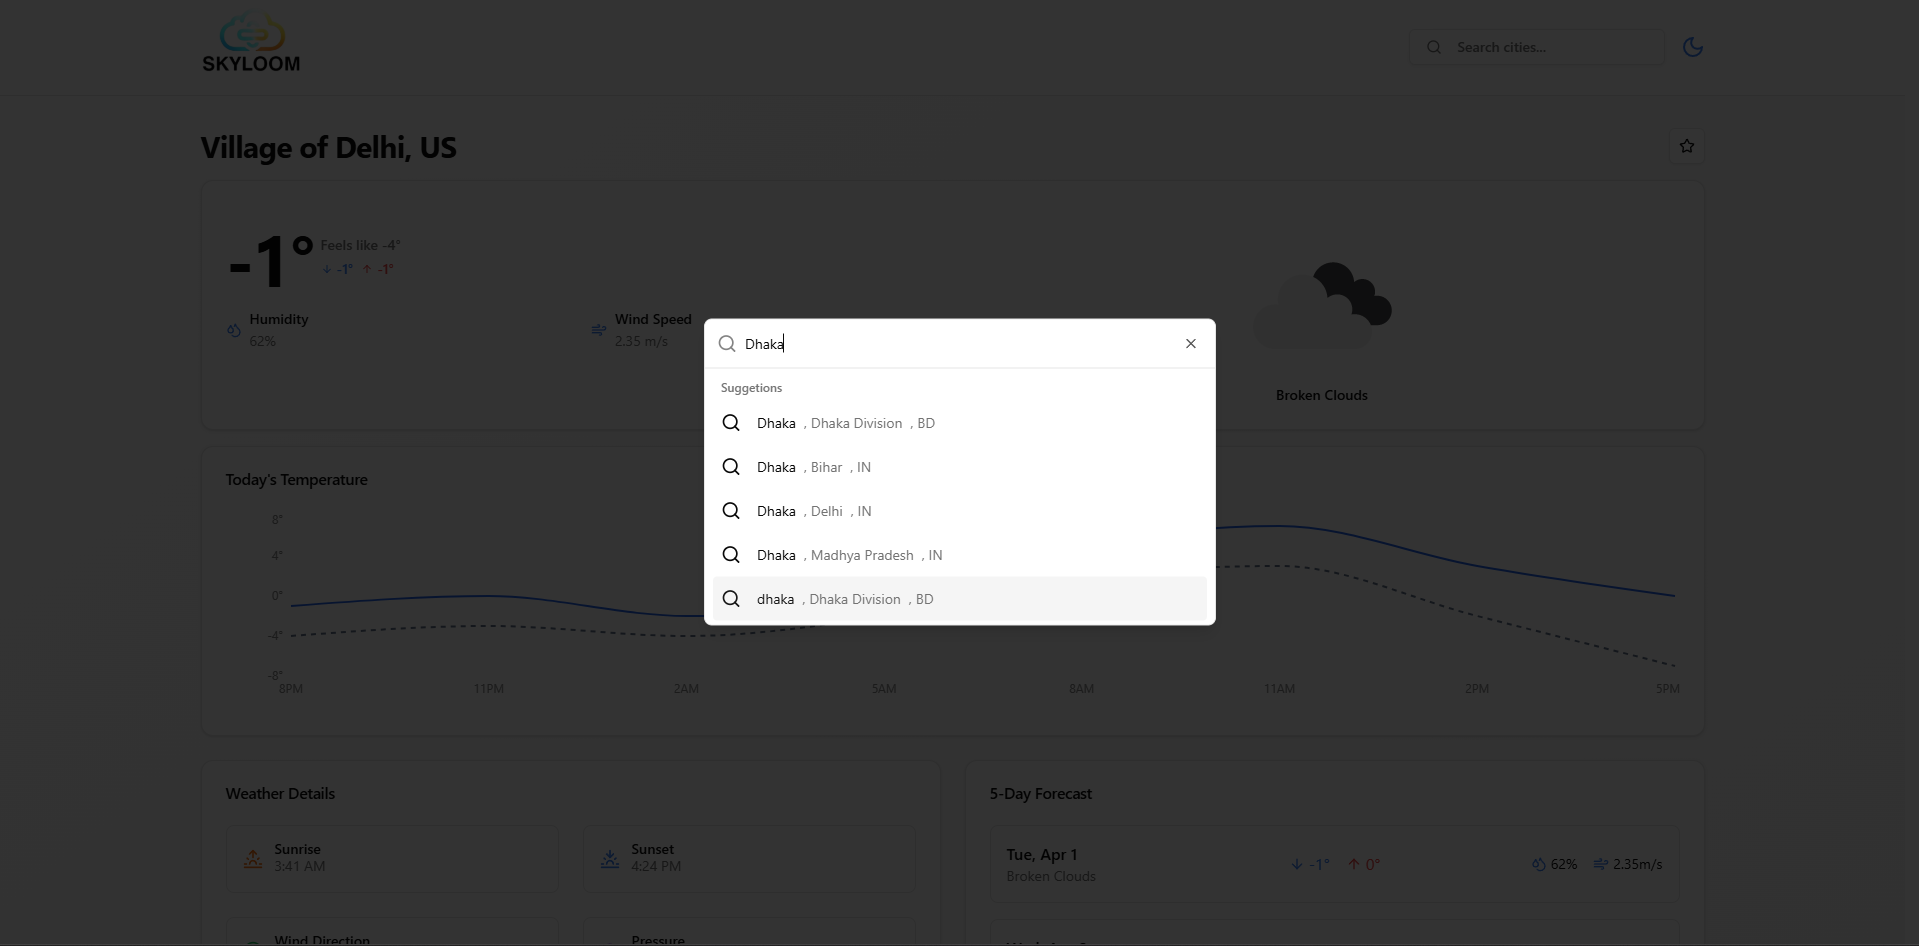 SKYLOOM
Search cities...
Village of Delhi, US
-1°
Feels like -4°
↓ -1° ↑ -1°
Humidity
62%
Wind Speed
2.35 m/s
Broken Clouds
Dhaka
Suggetions
Dhaka , Dhaka Division , BD
Dhaka , Bihar , IN
Dhaka , Delhi , IN
Dhaka , Madhya Pradesh , IN
dhaka , Dhaka Division , BD
Today's Temperature
8°
4°
0°
-4°
-8°
8PM 11PM 2AM 5AM 8AM 11AM 2PM 5PM
Weather Details
Sunrise
3:41 AM
Sunset
4:24 PM
Wind Direction
Pressure
5-Day Forecast
Tue, Apr 1
Broken Clouds
↓ -1° ↑ 0°
62% 2.35m/s